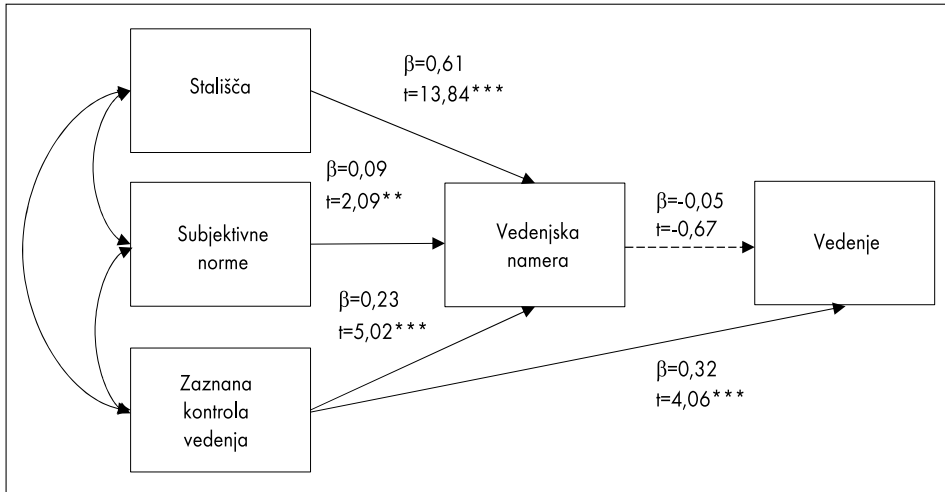 Stališča
β=0,61
t=13,84***
β=0,09
t=2,09**
Subjektivne
norme
Vedenjska
namera
β=-0,05
t=-0,67
Vedenje
β=0,23
t=5,02***
Zaznana
kontrola
vedenja
β=0,32
t=4,06***